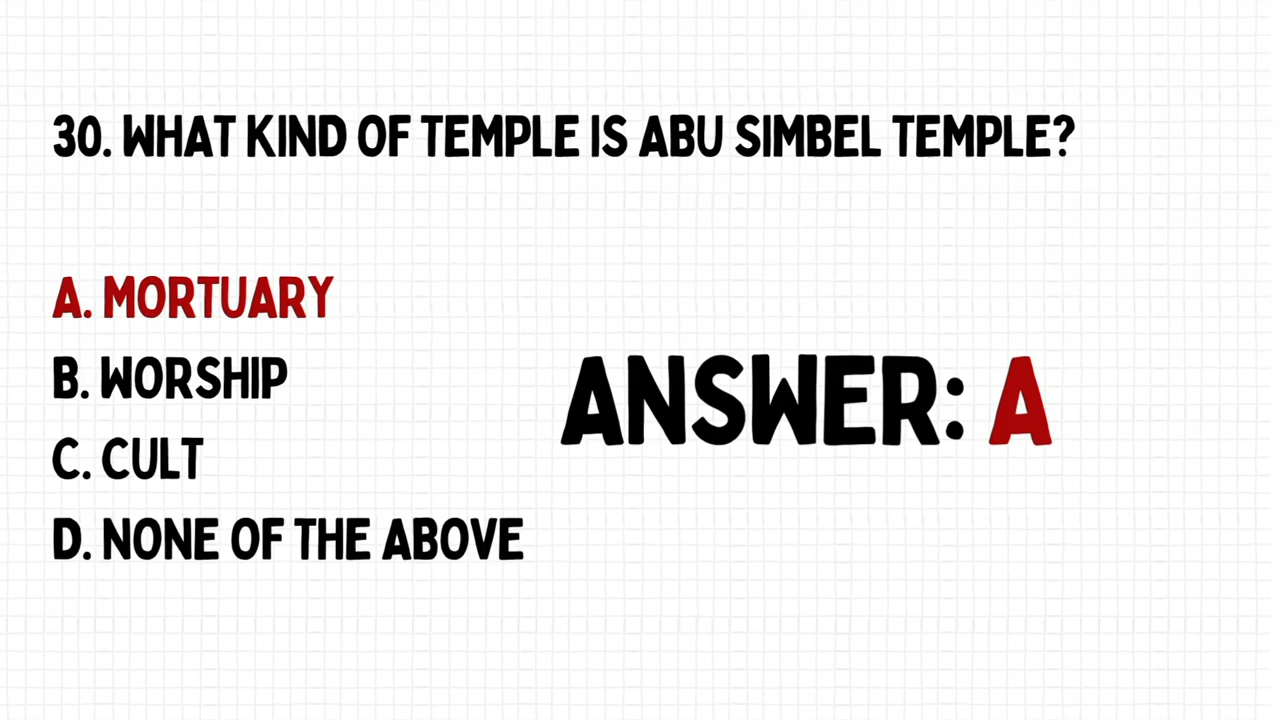 30. WHAT KIND OF TEMPLE IS ABU SIMBEL TEMPLE?
A. MORTUARY
B. WORSHIP
C. CULT
D. NONE OF THE ABOVE
ANSWER: A